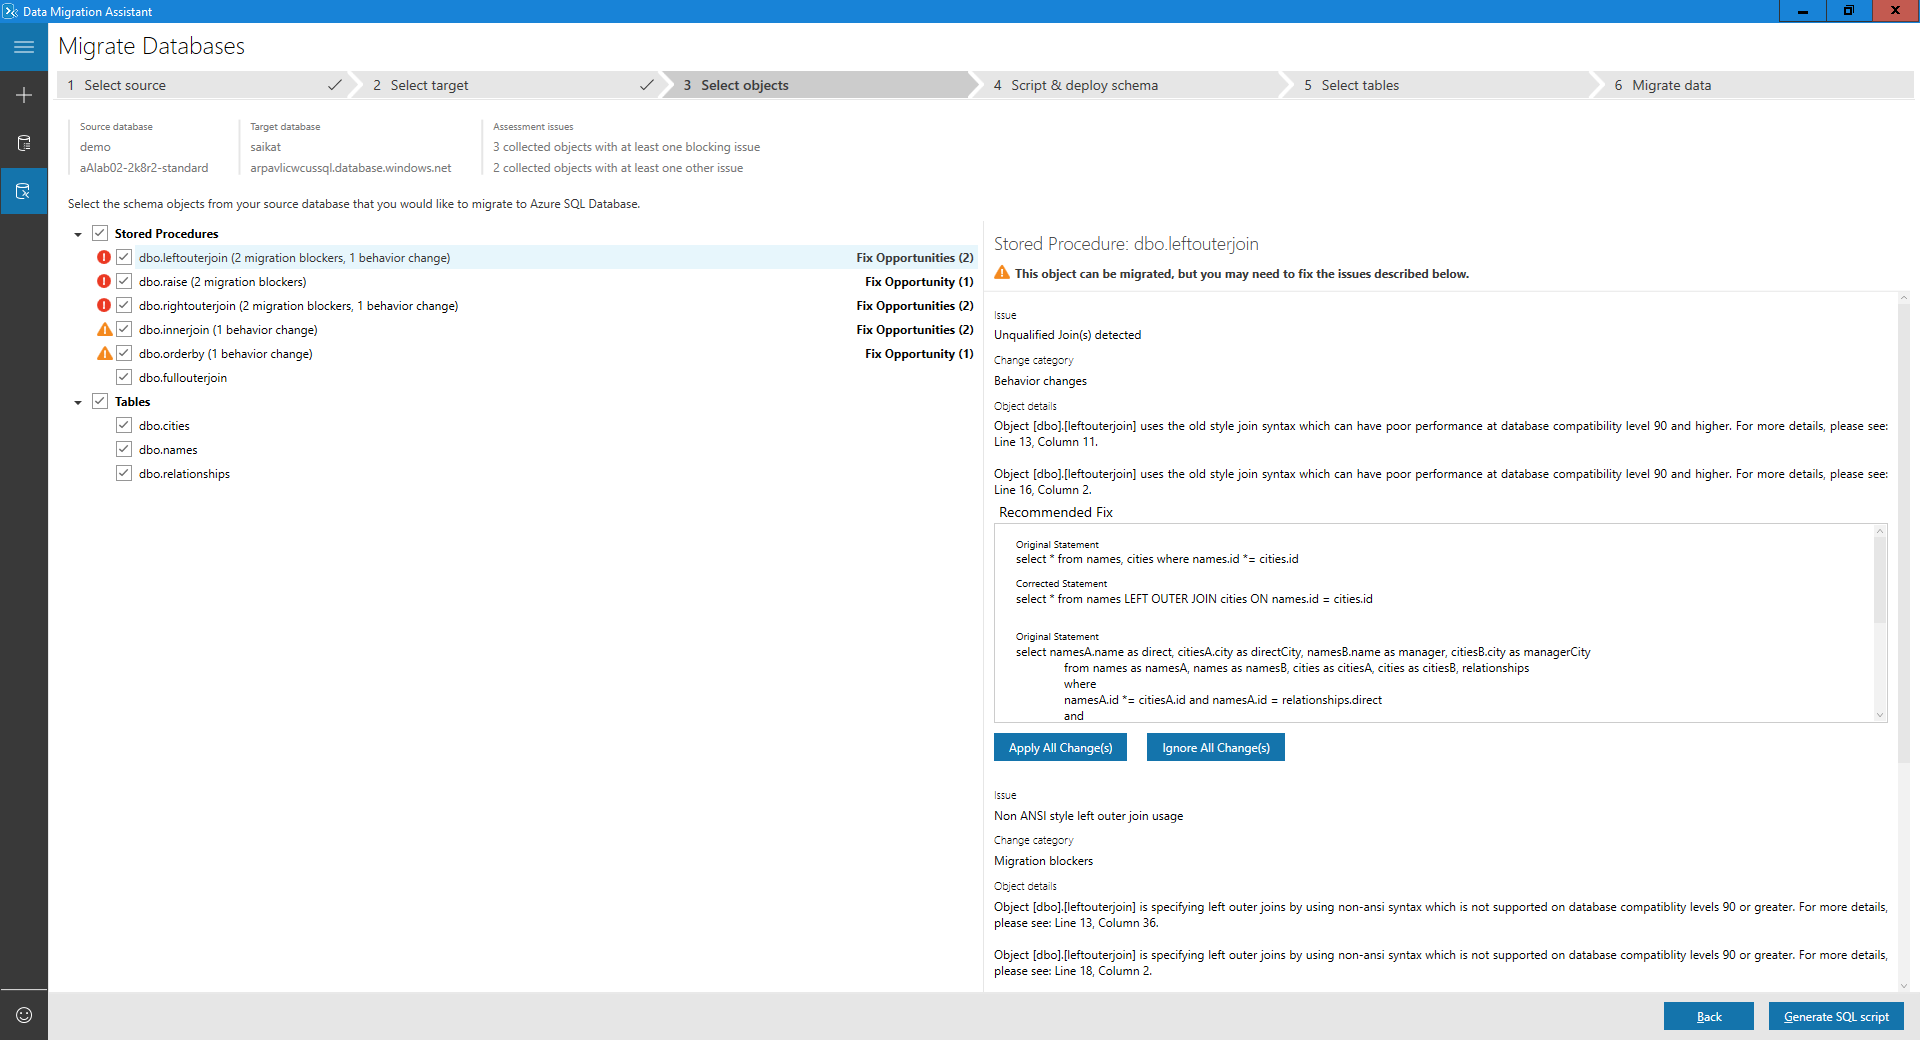 Data Migration Assistant
Migrate Databases
1 Select source
2 Select target
3 Select objects
4 Script & deploy schema
5 Select tables
6 Migrate data
Source database
demo
aAlab02-2k8r2-standard
Target database
saikat
arpavlicwcussql.database.windows.net
Assessment issues
3 collected objects with at least one blocking issue
2 collected objects with at least one other issue
Select the schema objects from your source database that you would like to migrate to Azure SQL Database.
Stored Procedures
dbo.leftouterjoin (2 migration blockers, 1 behavior change) Fix Opportunities (2)
dbo.raise (2 migration blockers) Fix Opportunity (1)
dbo.rightouterjoin (2 migration blockers, 1 behavior change) Fix Opportunities (2)
dbo.innerjoin (1 behavior change) Fix Opportunities (2)
dbo.orderby (1 behavior change) Fix Opportunity (1)
dbo.fullouterjoin
Tables
dbo.cities
dbo.names
dbo.relationships
Stored Procedure: dbo.leftouterjoin
This object can be migrated, but you may need to fix the issues described below.
Issue
Unqualified Join(s) detected
Change category
Behavior changes
Object details
Object [dbo].[leftouterjoin] uses the old style join syntax which can have poor performance at database compatibility level 90 and higher. For more details, please see:
Line 13, Column 11.
Object [dbo].[leftouterjoin] uses the old style join syntax which can have poor performance at database compatibility level 90 and higher. For more details, please see:
Line 16, Column 2.
Recommended Fix
Original Statement
select * from names, cities where names.id *= cities.id
Corrected Statement
select * from names LEFT OUTER JOIN cities ON names.id = cities.id
Original Statement
select namesA.name as direct, citiesA.city as directCity, namesB.name as manager, citiesB.city as managerCity
from names as namesA, names as namesB, cities as citiesA, cities as citiesB, relationships
where
namesA.id *= citiesA.id and namesA.id = relationships.direct
and
Apply All Change(s)
Ignore All Change(s)
Issue
Non ANSI style left outer join usage
Change category
Migration blockers
Object details
Object [dbo].[leftouterjoin] is specifying left outer joins by using non-ansi syntax which is not supported on database compatiblity levels 90 or greater. For more details,
please see: Line 13, Column 36.
Object [dbo].[leftouterjoin] is specifying left outer joins by using non-ansi syntax which is not supported on database compatiblity levels 90 or greater. For more details,
please see: Line 18, Column 2.
Back
Generate SQL script